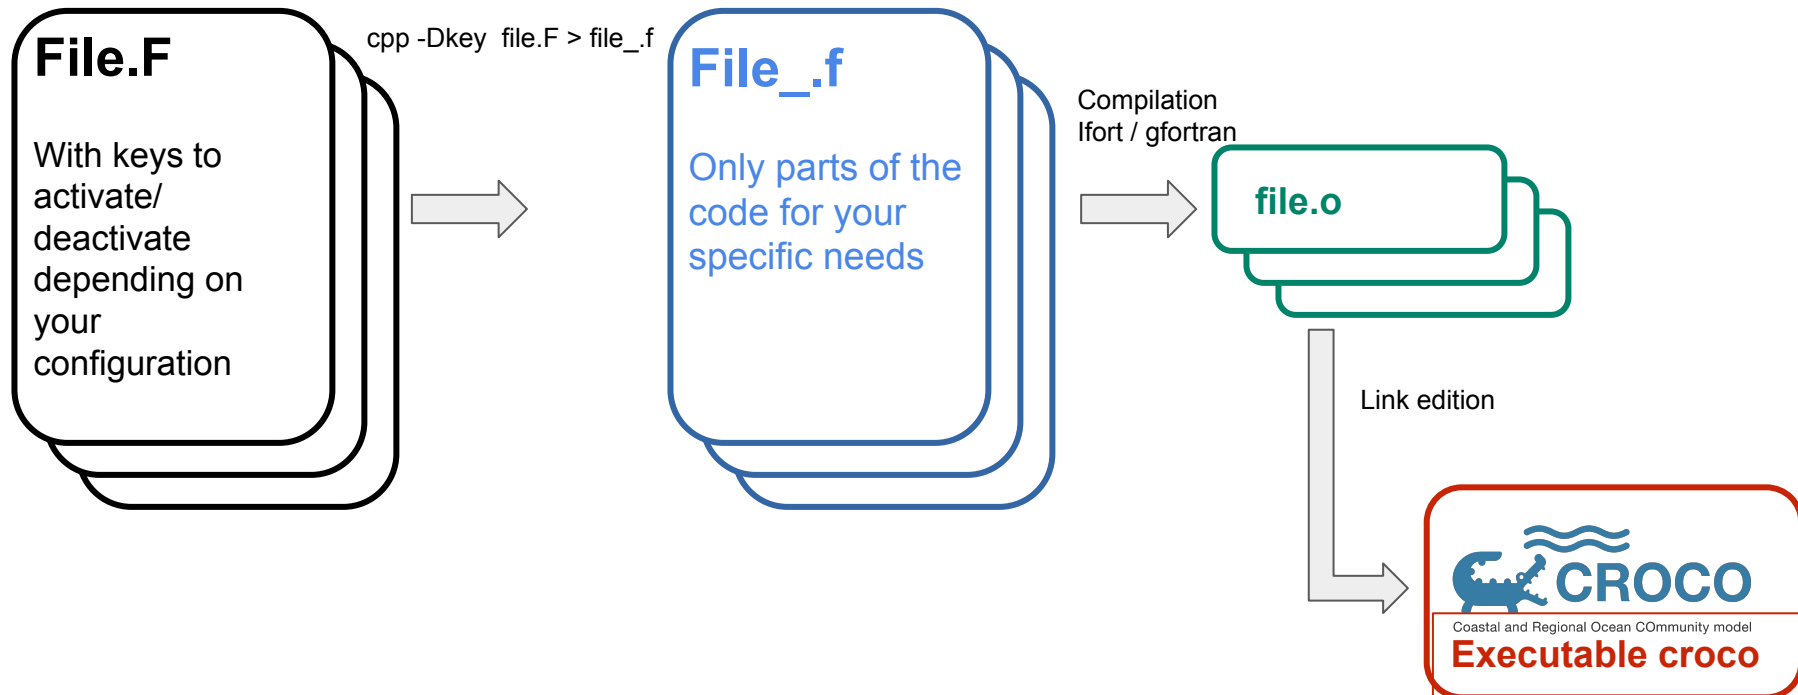 File.F
With keys to
activate/
deactivate
depending on
your
configuration
cpp -Dkey  file.F > file_.f
File_.f
Only parts of the
code for your
specific needs
Compilation
Ifort / gfortran
file.o
Link edition
CROCO
Coastal and Regional Ocean COmmunity model
Executable croco